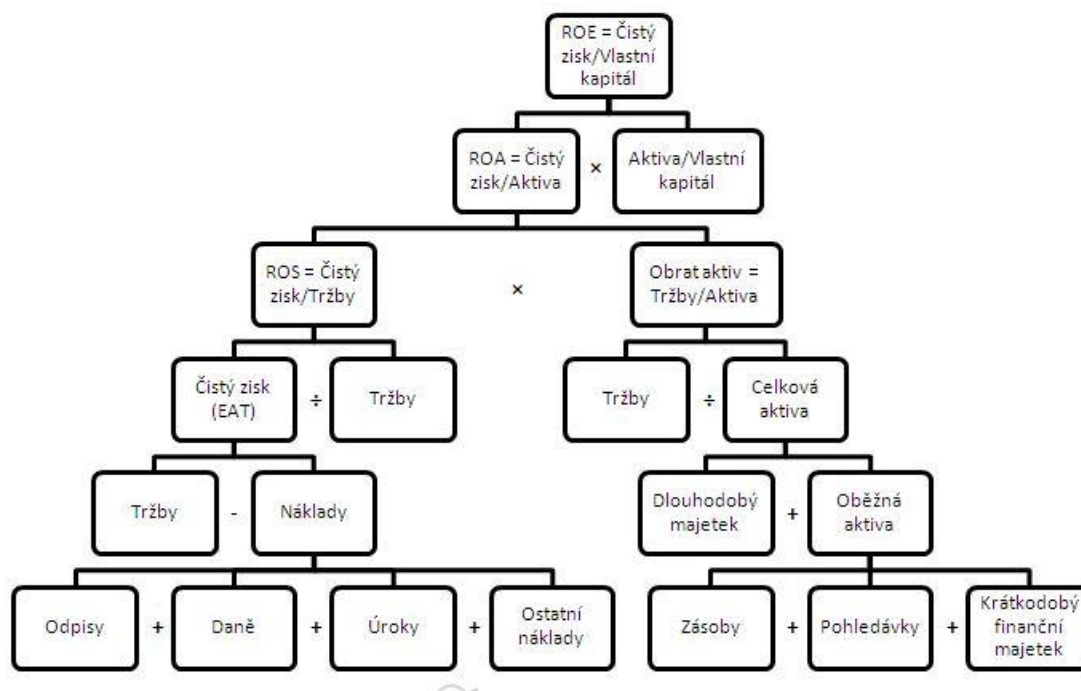 ROE = Čistý
zisk/Vlastní
kapitál
ROA = Čistý
zisk/Aktiva
×
Aktiva/Vlastní
kapitál
ROS = Čistý
zisk/Tržby
×
Obrat aktiv =
Tržby/Aktiva
Čistý zisk
(EAT)
÷
Tržby
Tržby
÷
Celková
aktiva
Tržby
-
Náklady
Dlouhodobý
majetek
+
Oběžná
aktiva
Odpisy
+
Daně
+
Úroky
+
Ostatní
náklady
Zásoby
+
Pohledávky
+
Krátkodobý
finanční
majetek